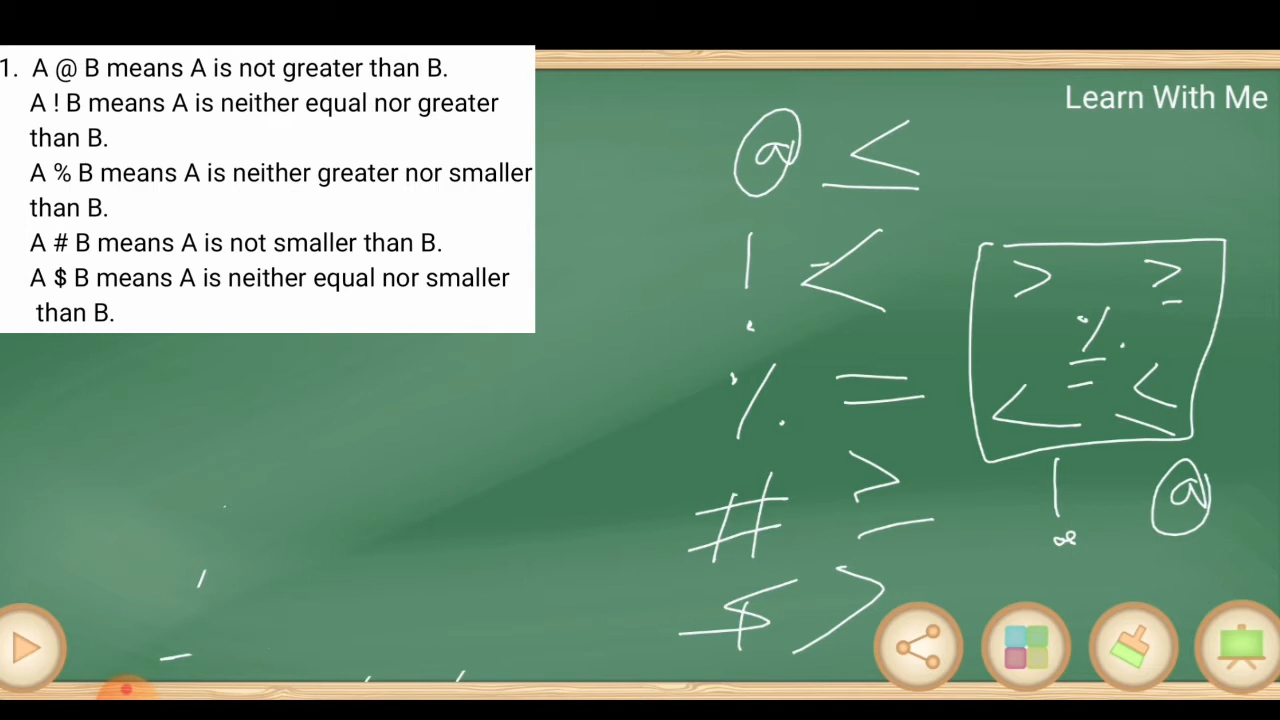 1. A @ B means A is not greater than B.
A ! B means A is neither equal nor greater
than B.
A % B means A is neither greater nor smaller
than B.
A # B means A is not smaller than B.
A $ B means A is neither equal nor smaller
than B.
Learn With Me
@ ≤
! <
% =
# ≥
$ >
> ≥
%
=
< ≤
! @